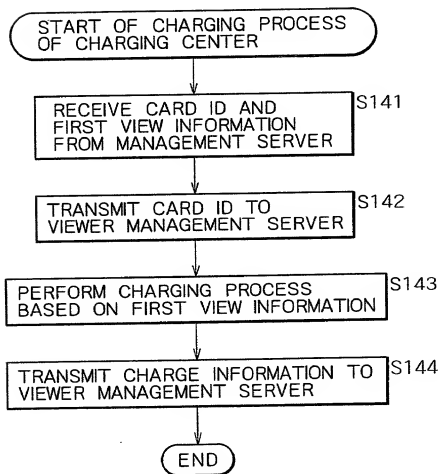 START OF CHARGING PROCESS
OF CHARGING CENTER
RECEIVE CARD ID AND
FIRST VIEW INFORMATION
FROM MANAGEMENT SERVER
S141
TRANSMIT CARD ID TO
VIEWER MANAGEMENT SERVER
S142
PERFORM CHARGING PROCESS
BASED ON FIRST VIEW INFORMATION
S143
TRANSMIT CHARGE INFORMATION TO
VIEWER MANAGEMENT SERVER
S144
END